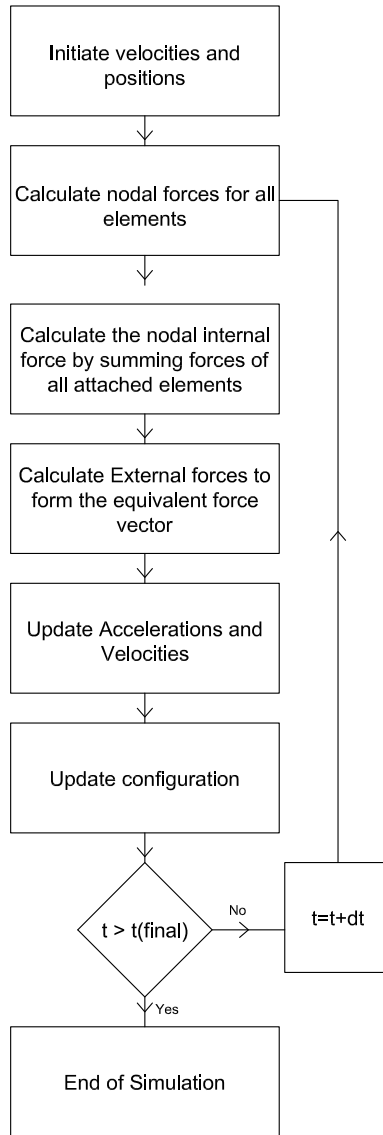 Initiate velocities and
positions
Calculate nodal forces for all
elements
Calculate the nodal internal
force by summing forces of
all attached elements
Calculate External forces to
form the equivalent force
vector
Update Accelerations and
Velocities
Update configuration
t > t(final)
No
t=t+dt
Yes
End of Simulation